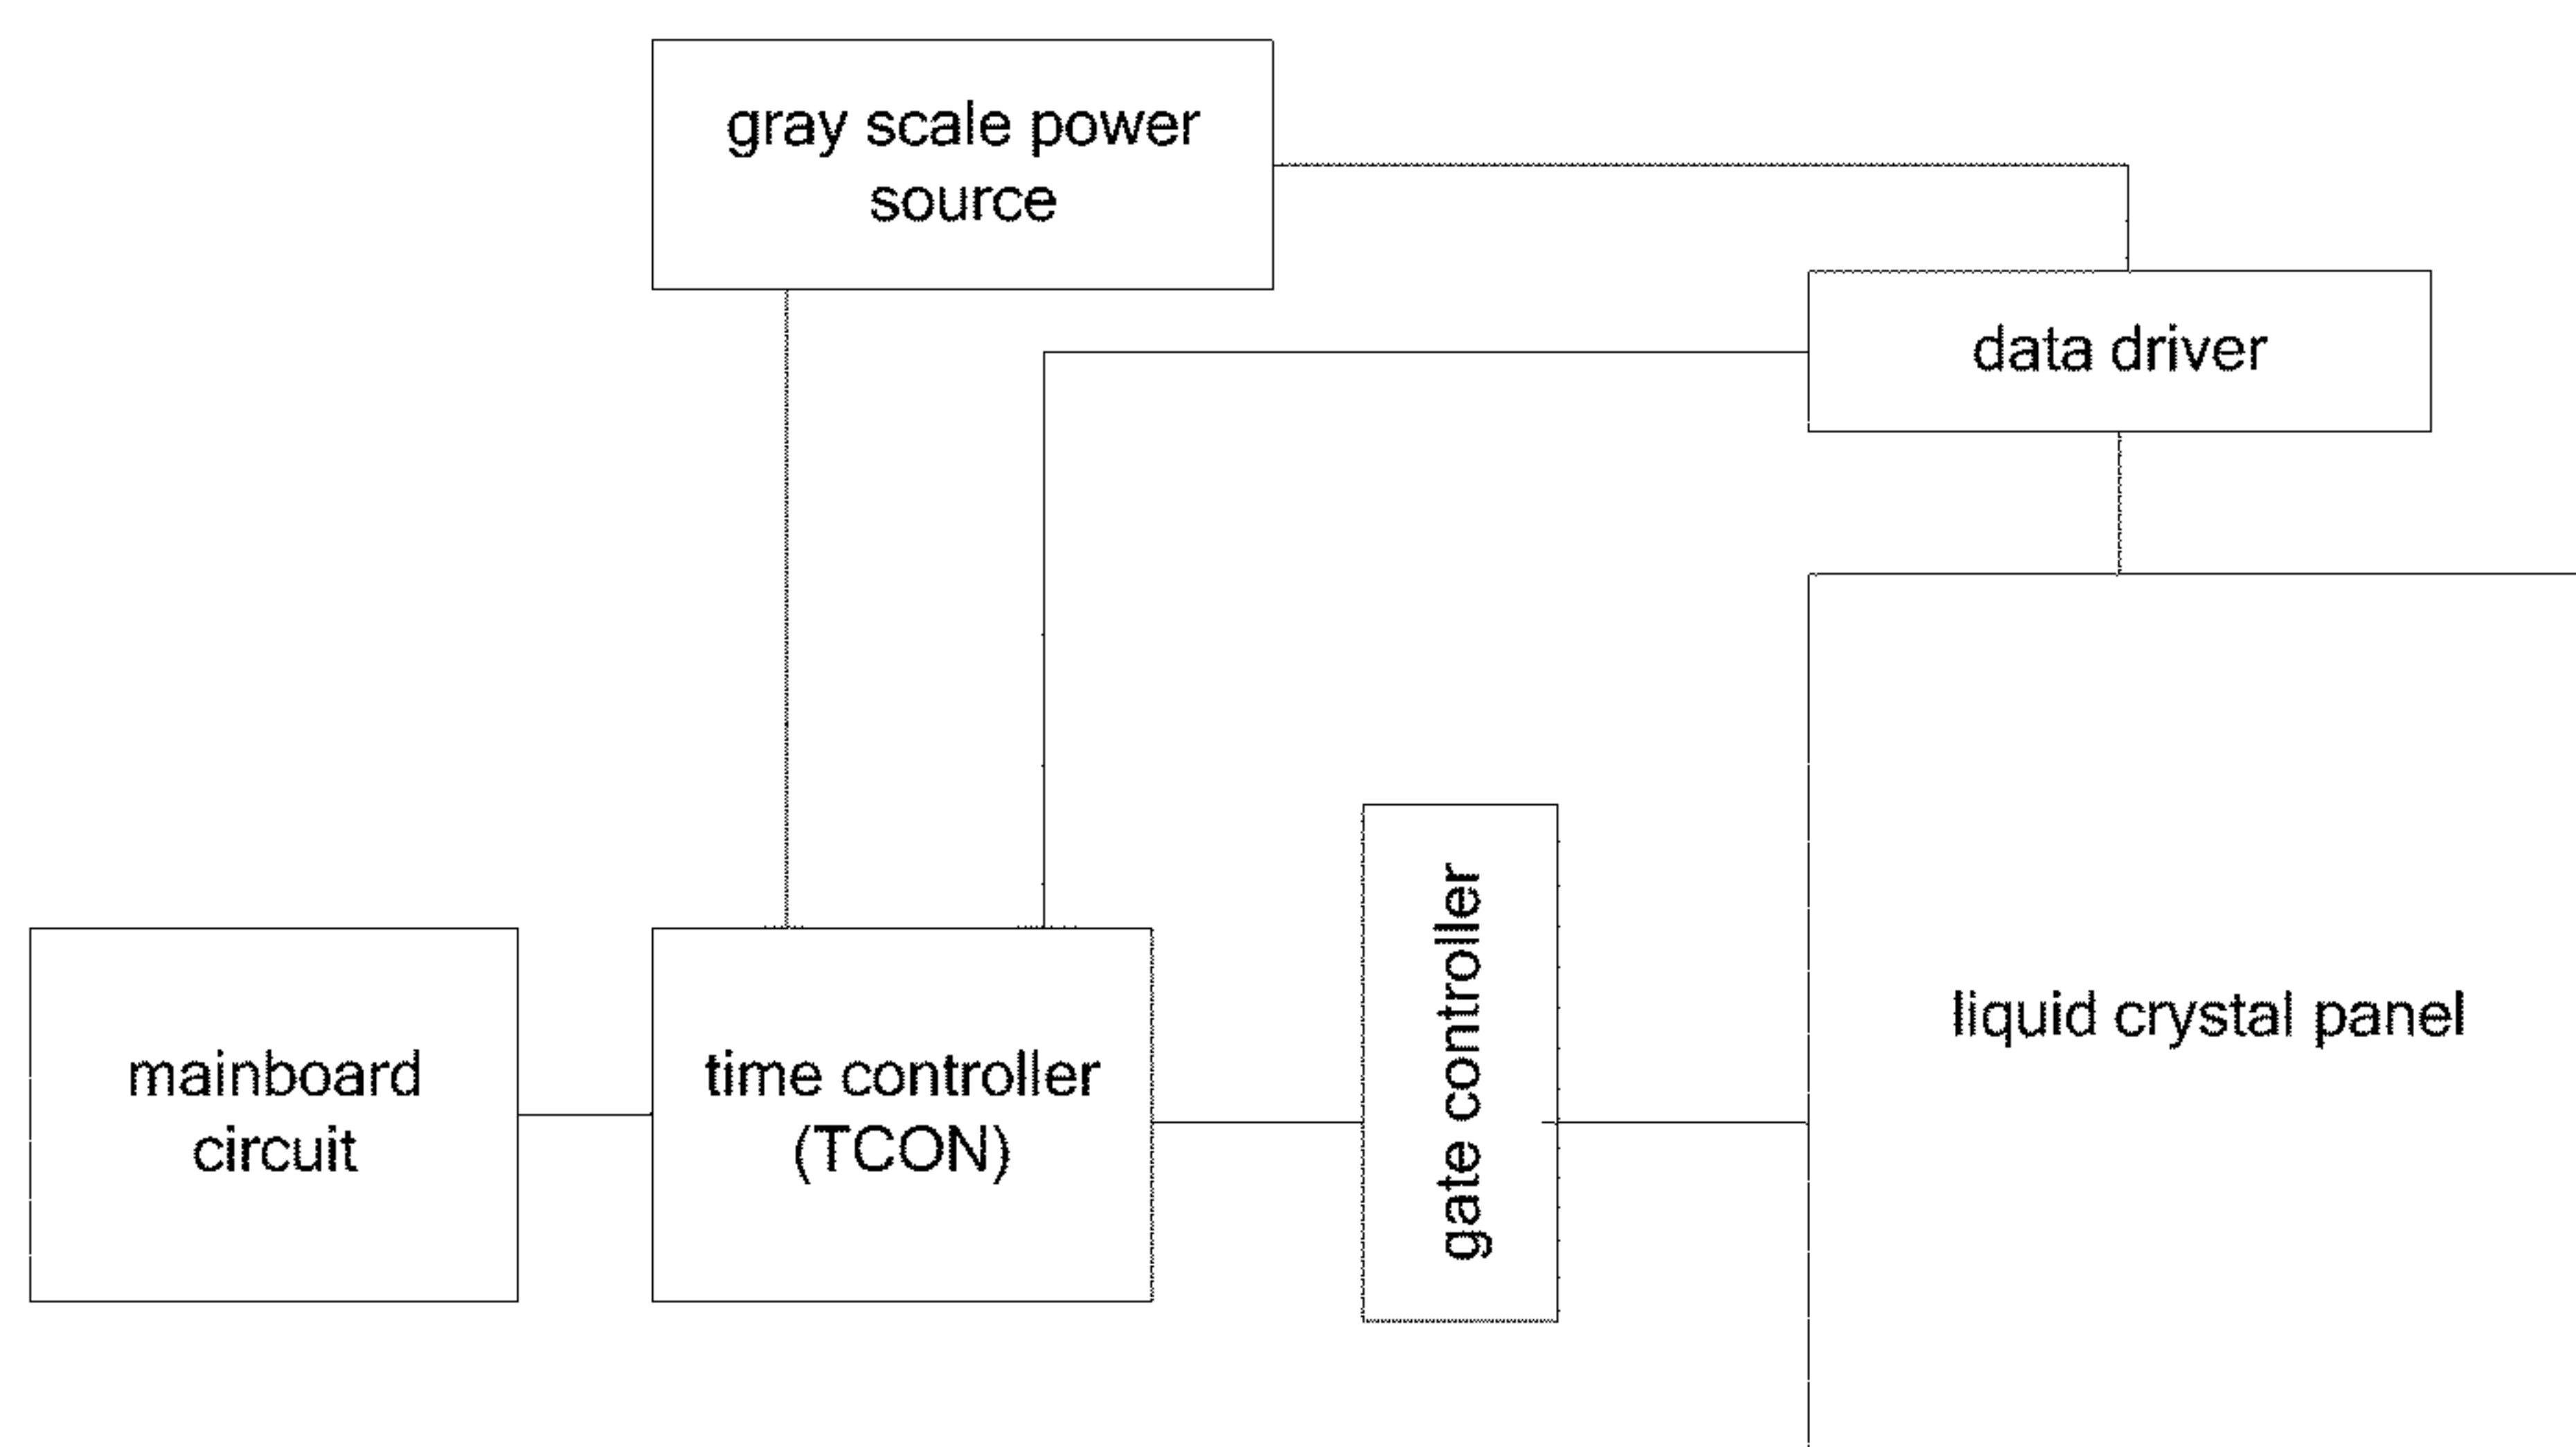 gray scale power
source
data driver
mainboard
circuit
time controller
(TCON)
gate controller
liquid crystal panel